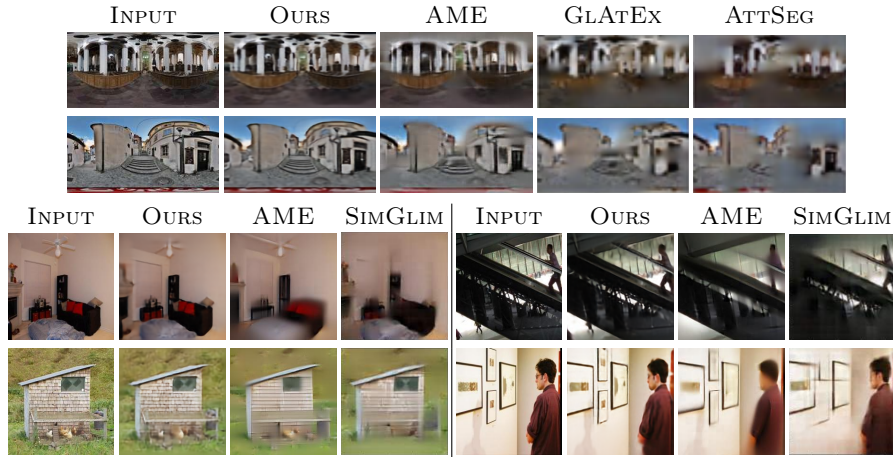 INPUT OURS AME GLATEX ATTSEG
INPUT OURS AME SIMGLIM INPUT OURS AME SIMGLIM